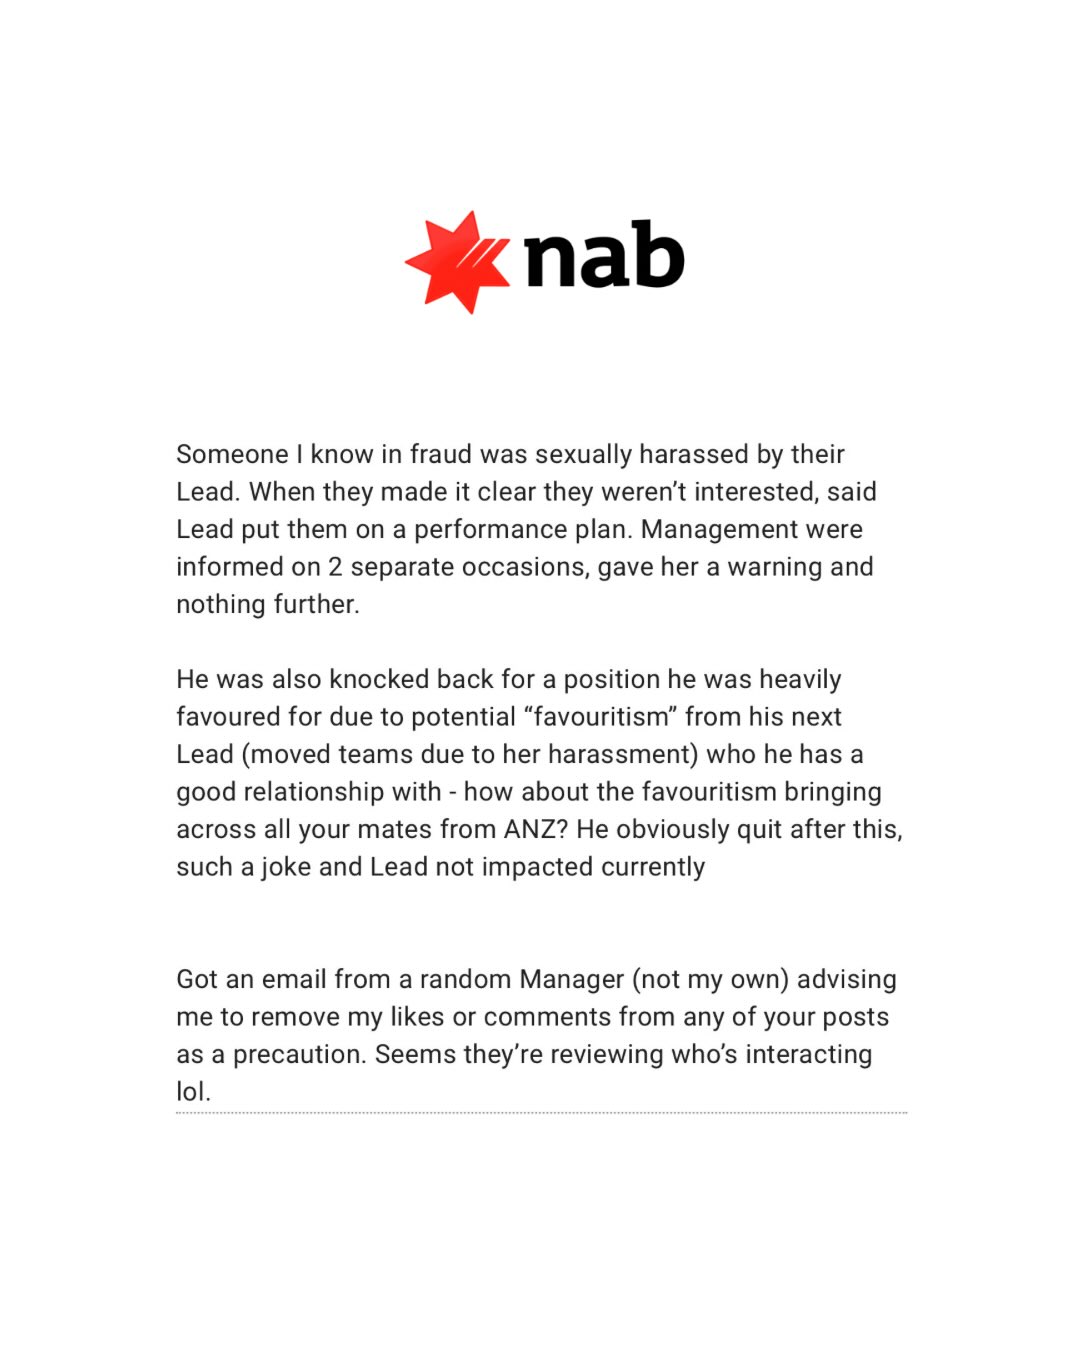 nab
Someone I know in fraud was sexually harassed by their
Lead. When they made it clear they weren’t interested, said
Lead put them on a performance plan. Management were
informed on 2 separate occasions, gave her a warning and
nothing further.
He was also knocked back for a position he was heavily
favoured for due to potential “favouritism” from his next
Lead (moved teams due to her harassment) who he has a
good relationship with - how about the favouritism bringing
across all your mates from ANZ? He obviously quit after this,
such a joke and Lead not impacted currently
Got an email from a random Manager (not my own) advising
me to remove my likes or comments from any of your posts
as a precaution. Seems they’re reviewing who’s interacting
lol.